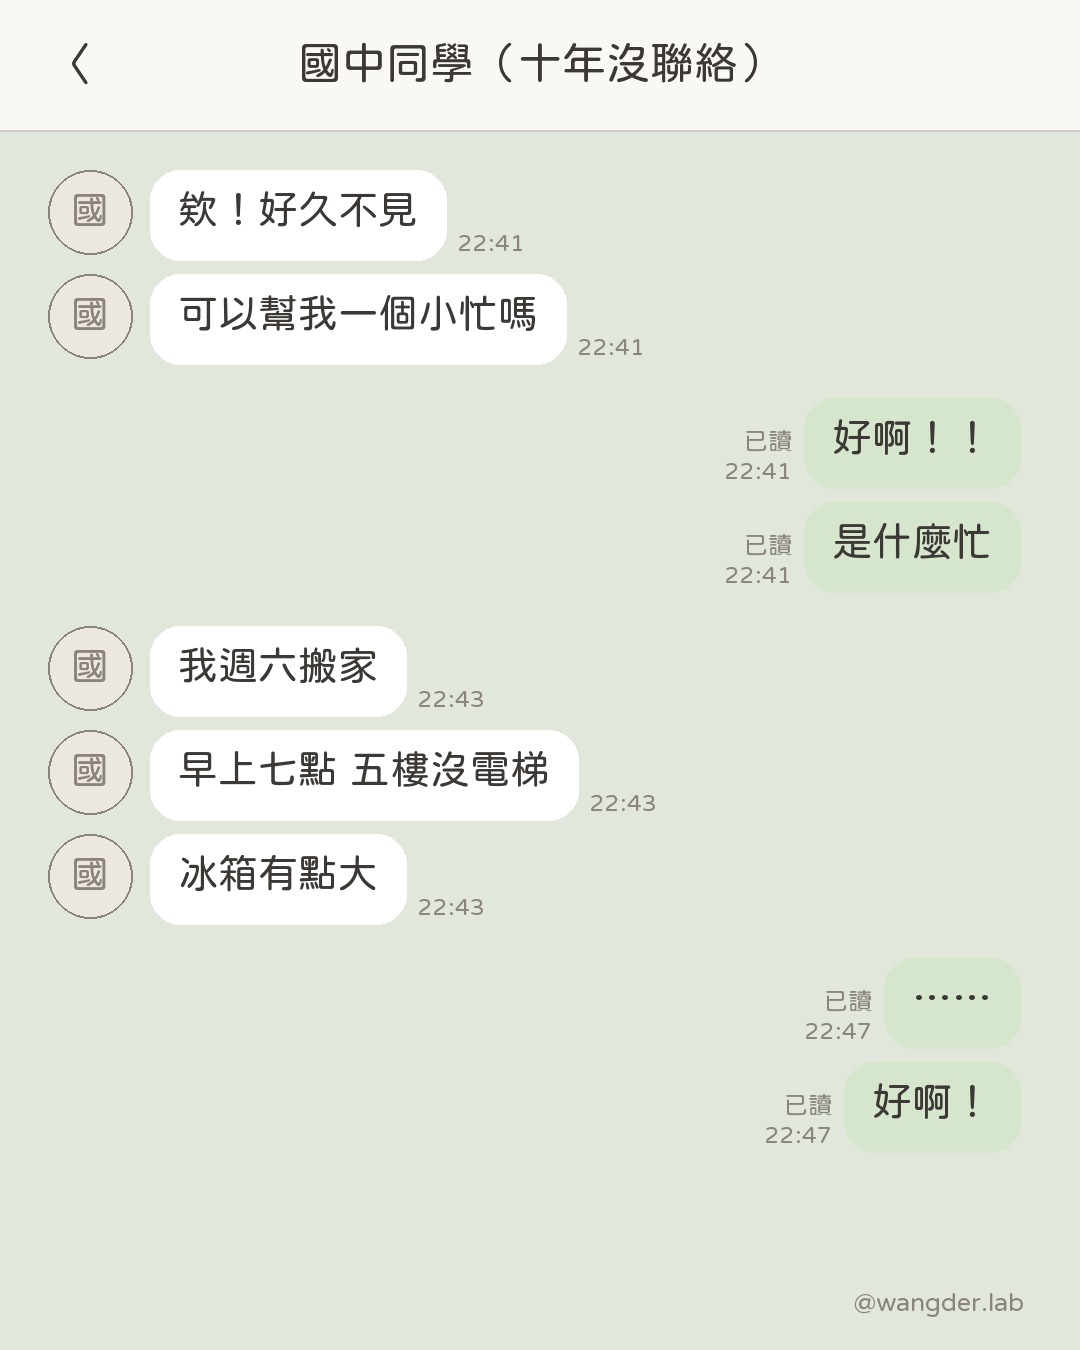 國中同學（十年沒聯絡）
國
欸！好久不見
22:41
國
可以幫我一個小忙嗎
22:41
好啊！！
已讀
22:41
是什麼忙
已讀
22:41
國
我週六搬家
22:43
國
早上七點 五樓沒電梯
22:43
國
冰箱有點大
22:43
⋯⋯
已讀
22:47
好啊！
已讀
22:47
@wangder.lab